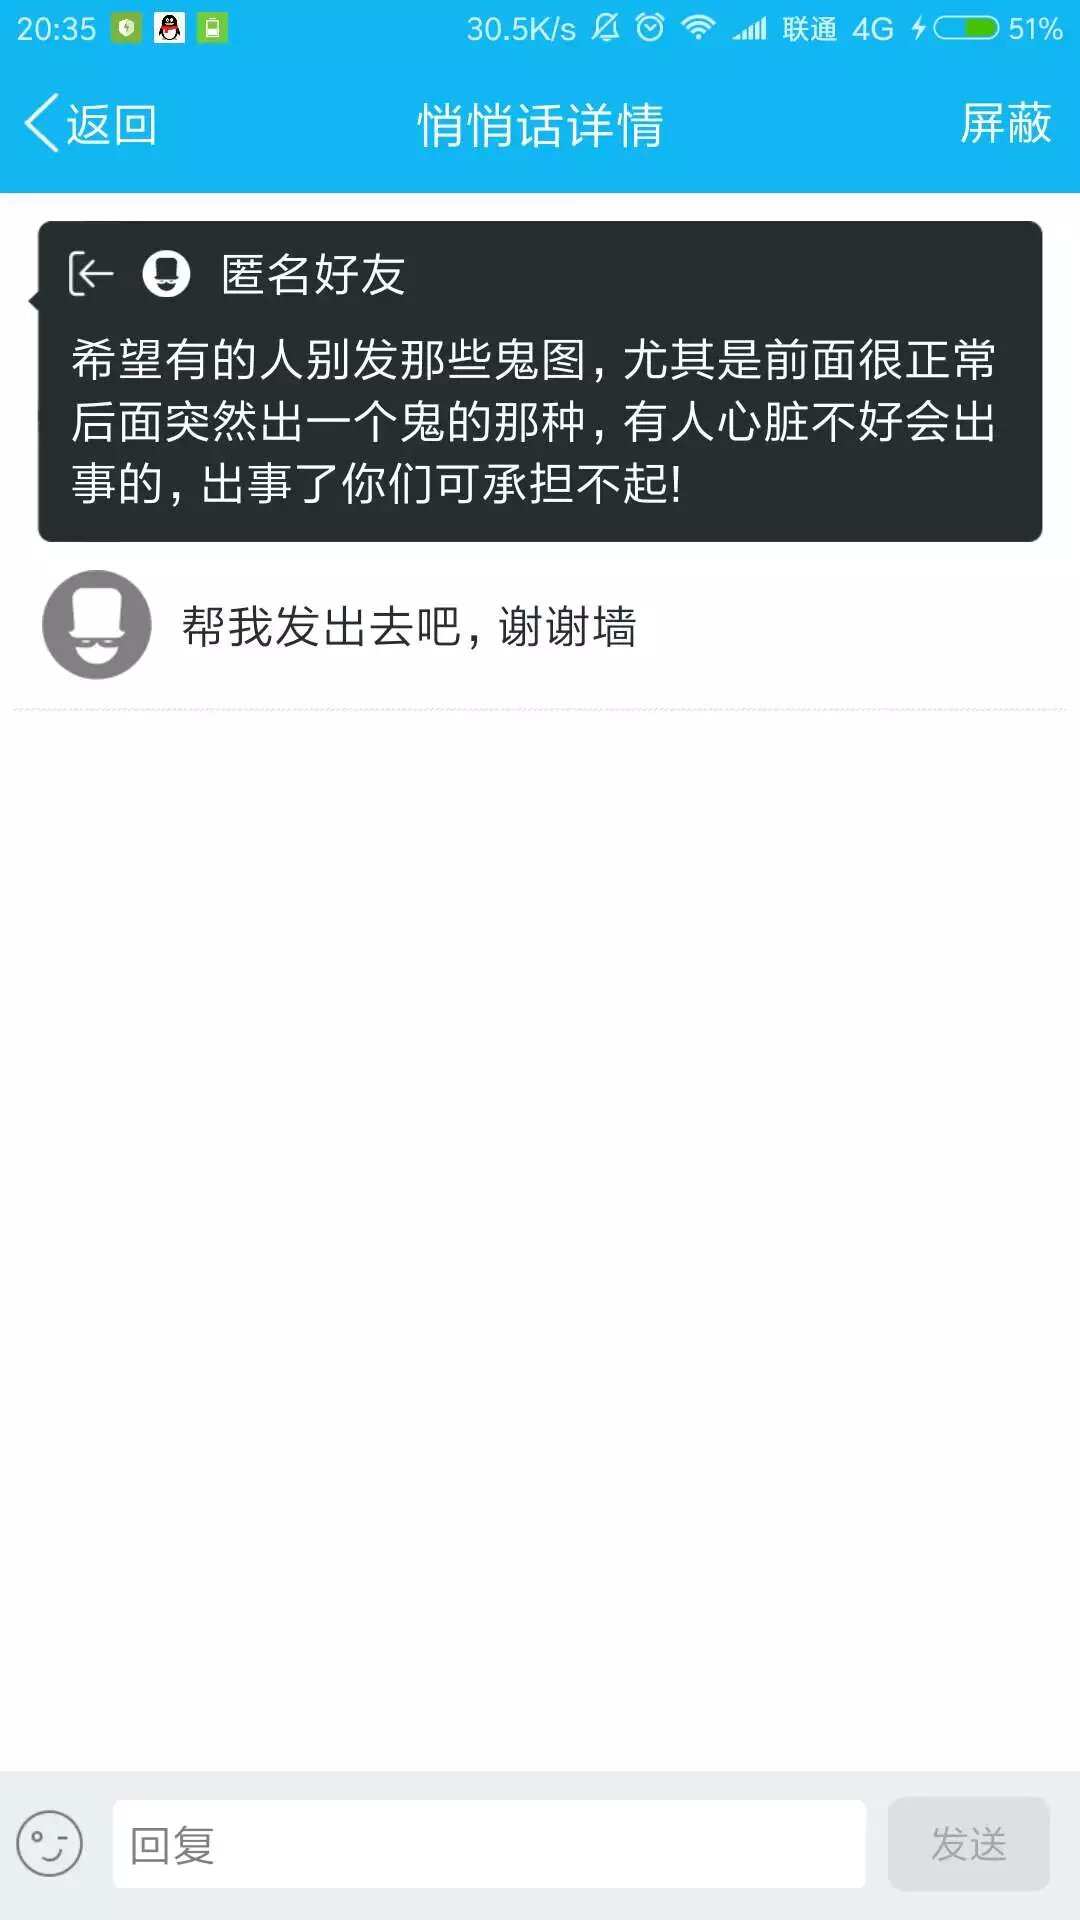 20:35 30.5K/s 联通 4G 51%
返回 悄悄话详情 屏蔽
匿名好友
希望有的人别发那些鬼图,尤其是前面很正常
后面突然出一个鬼的那种,有人心脏不好会出
事的,出事了你们可承担不起!
帮我发出去吧,谢谢墙
回复 发送